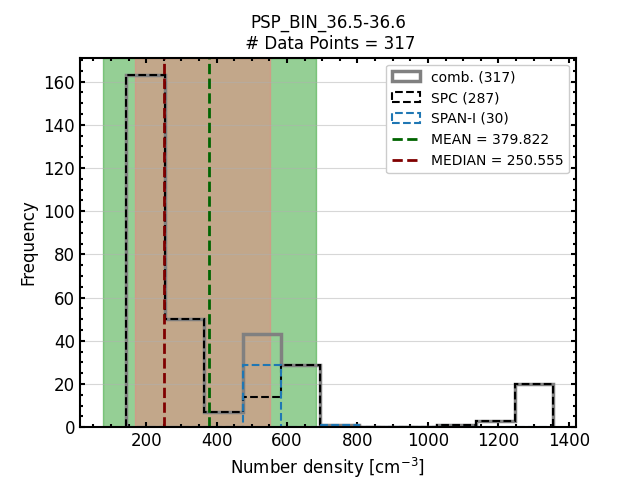 PSP_BIN_36.5-36.6
# Data Points = 317
comb. (317)
SPC (287)
SPAN-I (30)
MEAN = 379.822
MEDIAN = 250.555
Frequency
160
140
120
100
80
60
40
20
0
200 400 600 800 1000 1200 1400
Number density [cm⁻³]